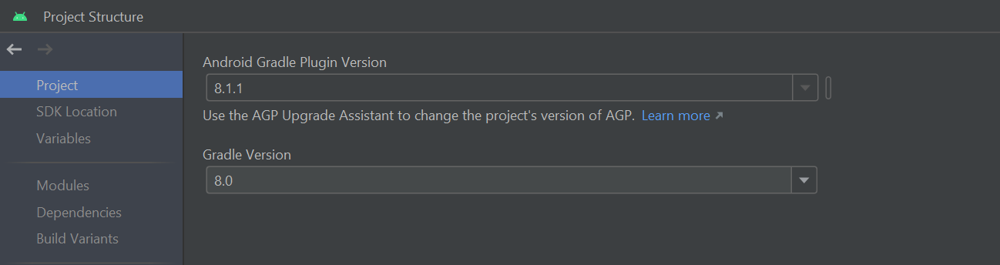 Project Structure
Project
SDK Location
Variables
Modules
Dependencies
Build Variants
Android Gradle Plugin Version
8.1.1
Use the AGP Upgrade Assistant to change the project's version of AGP. Learn more
Gradle Version
8.0